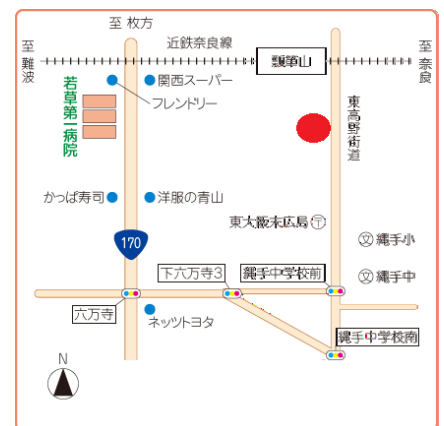 至 枚方
近鉄奈良線
至難波
瓢箪山
至奈良
若草第一病院
関西スーパー
フレンドリー
東高野街道
かっぱ寿司
洋服の青山
東大阪末広局
〒
170
文 縄手小
下六万寺3
縄手中学校前
文 縄手中
六万寺
ネッツトヨタ
縄手中学校南
N